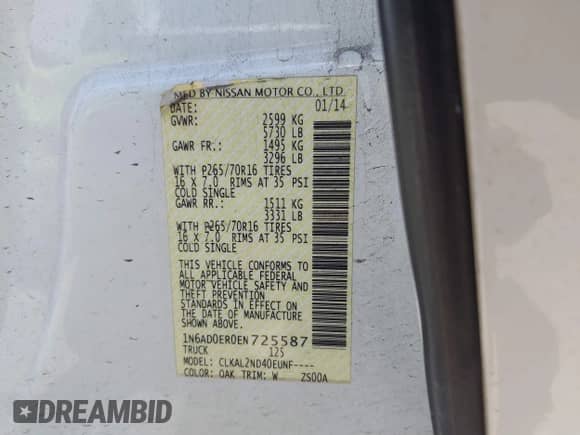 MFD BY NISSAN MOTOR CO., LTD
DATE: 01/14
GVWR: 2599 KG
5730 LB
GAWR FR.: 1495 KG
3296 LB
WITH P265/70R16 TIRES
16 X 7.0 RIMS AT 35 PSI
COLD SINGLE
GAWR RR.: 1511 KG
3331 LB
WITH P265/70R16 TIRES
16 X 7.0 RIMS AT 35 PSI
COLD SINGLE
THIS VEHICLE CONFORMS TO
ALL APPLICABLE FEDERAL
MOTOR VEHICLE SAFETY AND
THEFT PREVENTION
STANDARDS IN EFFECT ON
THE DATE OF MANUFACTURE
SHOWN ABOVE.
1N6AD0ER0EN725587
TRUCK 125
MODEL: CLKAL2ND40EUNF----
COLOR: QAK TRIM: W 2S00A
DREAMBID